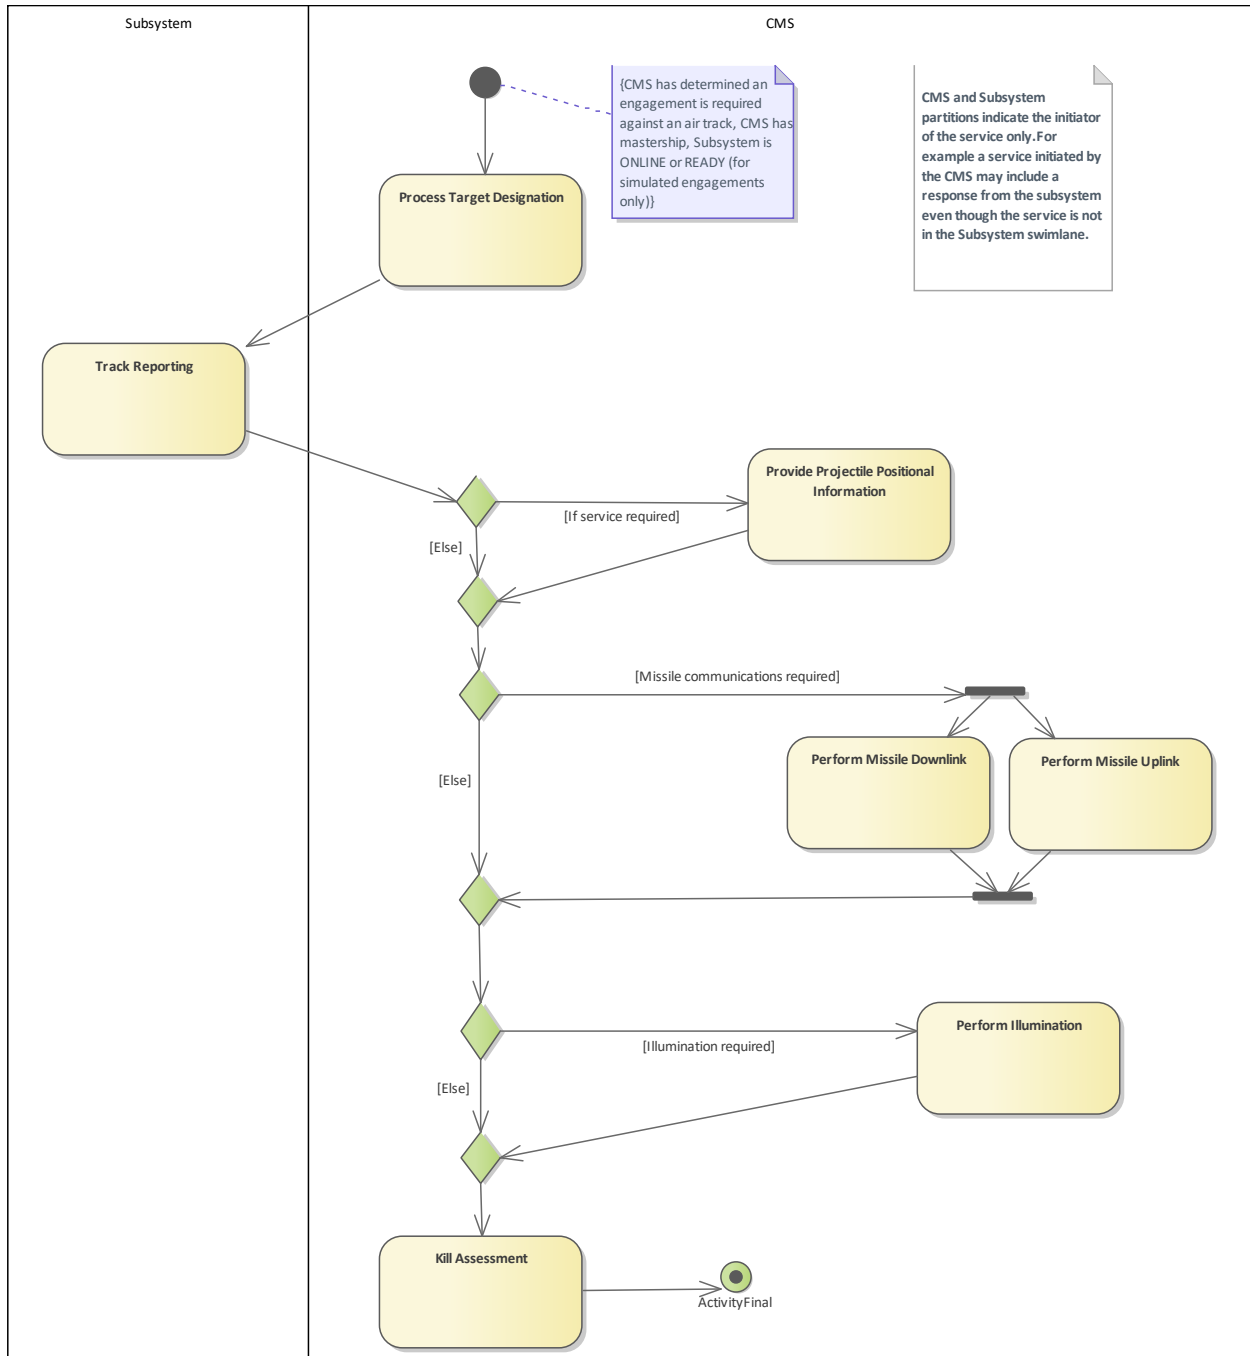 Subsystem
CMS
{CMS has determined an
engagement is required
against an air track, CMS has
mastership, Subsystem is
ONLINE or READY (for
simulated engagements
only)}
CMS and Subsystem
partitions indicate the initiator
of the service only.For
example a service initiated by
the CMS may include a
response from the subsystem
even though the service is not
in the Subsystem swimlane.
Process Target Designation
Track Reporting
Provide Projectile Positional
Information
[If service required]
[Else]
[Missile communications required]
Perform Missile Downlink
Perform Missile Uplink
[Else]
Perform Illumination
[Illumination required]
[Else]
Kill Assessment
ActivityFinal